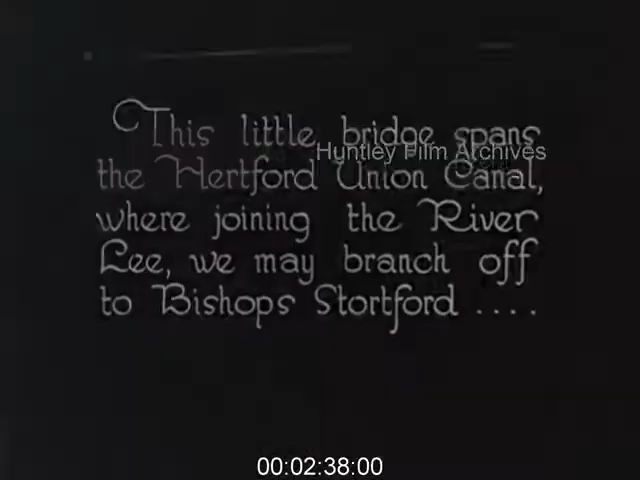 This little bridge spans
Huntley Film Archives
the Hertford Union Canal,
where joining the River
Lee, we may branch off
to Bishops Stortford ....
00:02:38:00